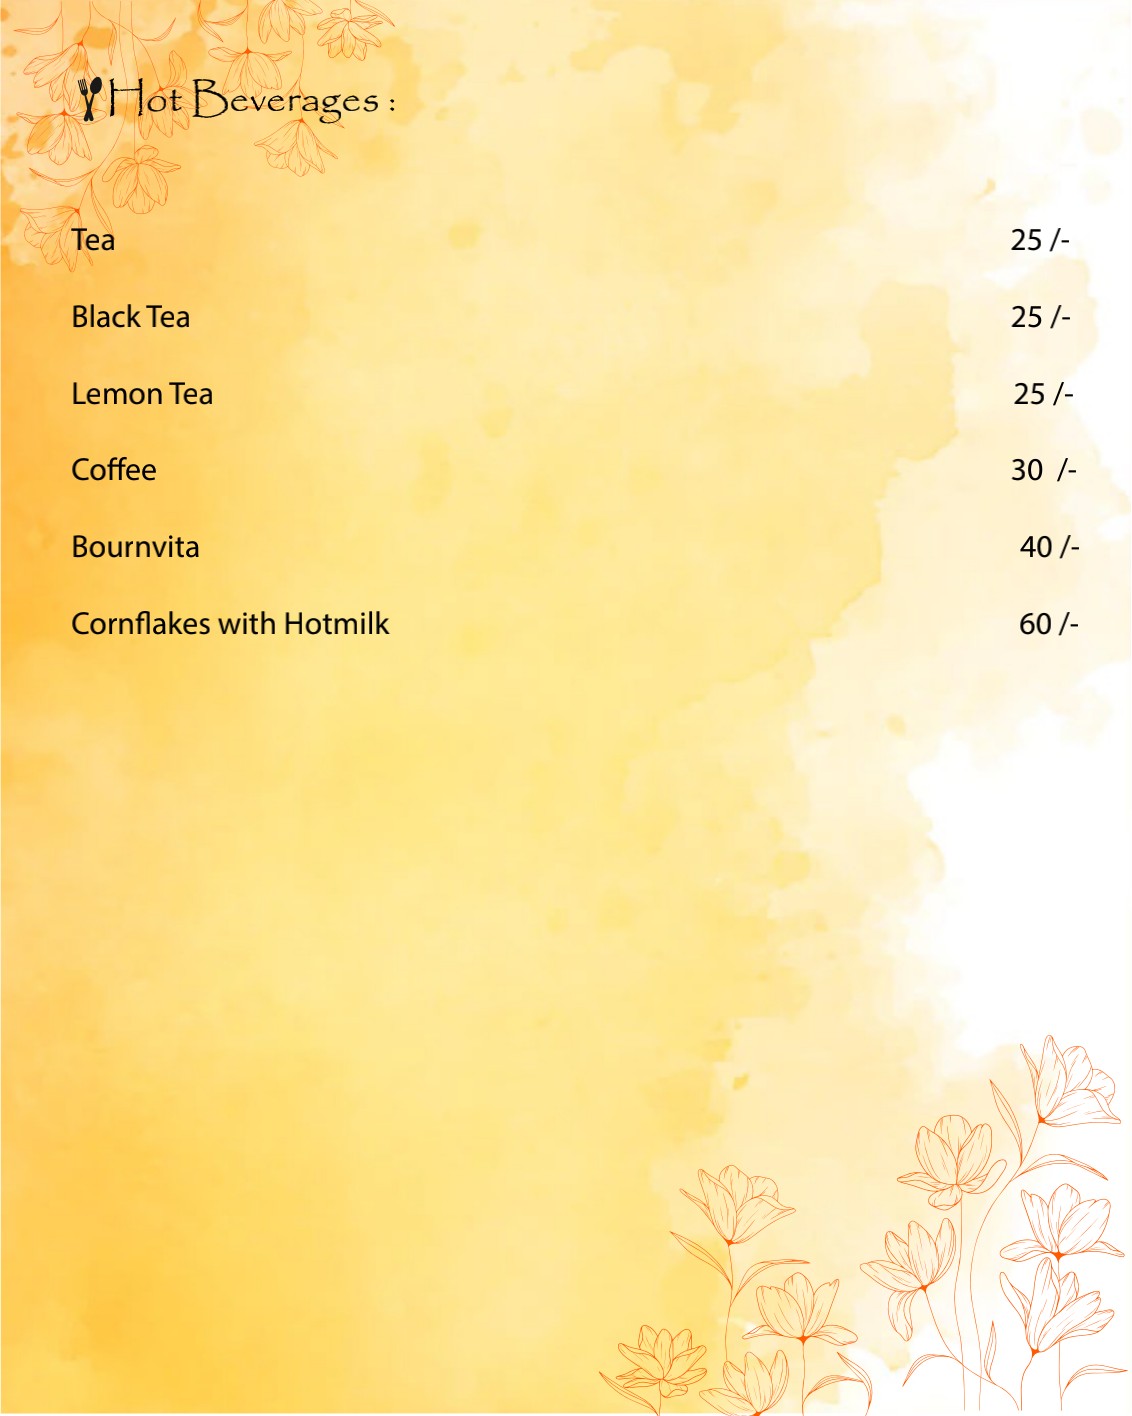 Hot Beverages :
Tea 25 /-
Black Tea 25 /-
Lemon Tea 25 /-
Coffee 30 /-
Bournvita 40 /-
Cornflakes with Hotmilk 60 /-